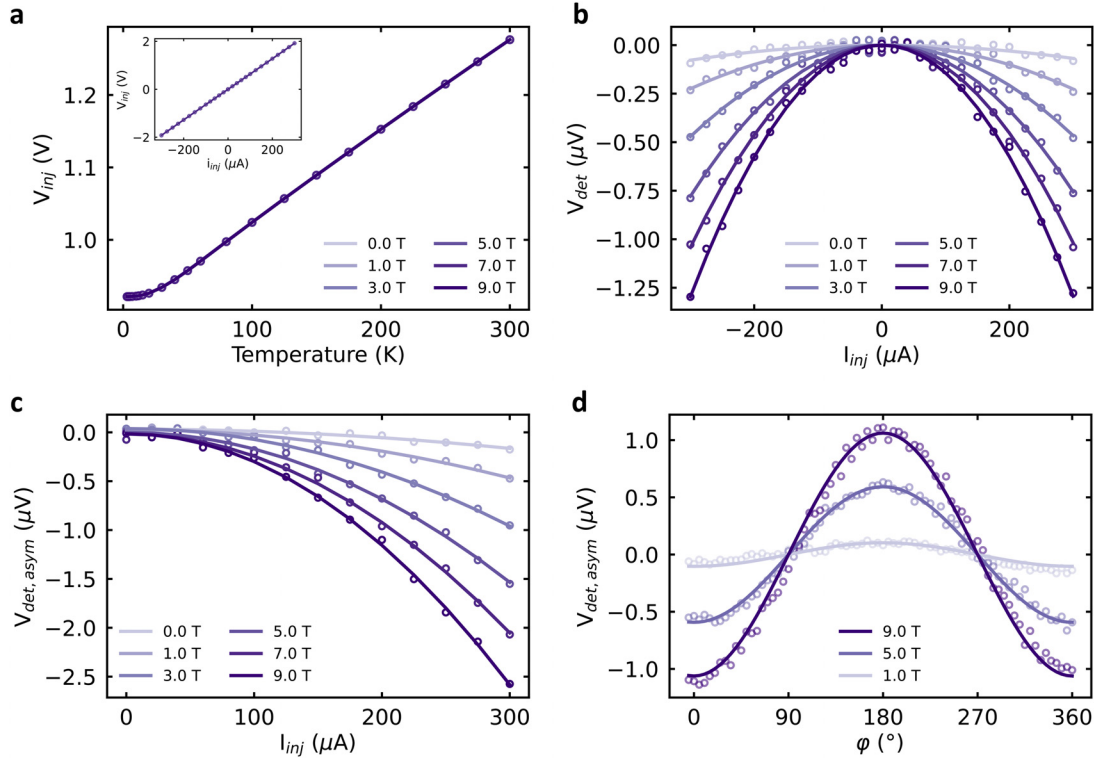 a
V_inj (V)
1.2
1.1
1.0
0 100 200 300
Temperature (K)
0.0 T 5.0 T
1.0 T 7.0 T
3.0 T 9.0 T
V_inj (V)
2
0
−2
−200 0 200
i_inj (μA)
b
V_det (μV)
0.00
−0.25
−0.50
−0.75
−1.00
−1.25
−200 0 200
I_inj (μA)
0.0 T 5.0 T
1.0 T 7.0 T
3.0 T 9.0 T
c
V_det, asym (μV)
0.0
−0.5
−1.0
−1.5
−2.0
−2.5
0 100 200 300
I_inj (μA)
0.0 T 5.0 T
1.0 T 7.0 T
3.0 T 9.0 T
d
V_det, asym (μV)
1.0
0.5
0.0
−0.5
−1.0
0 90 180 270 360
φ (°)
9.0 T
5.0 T
1.0 T